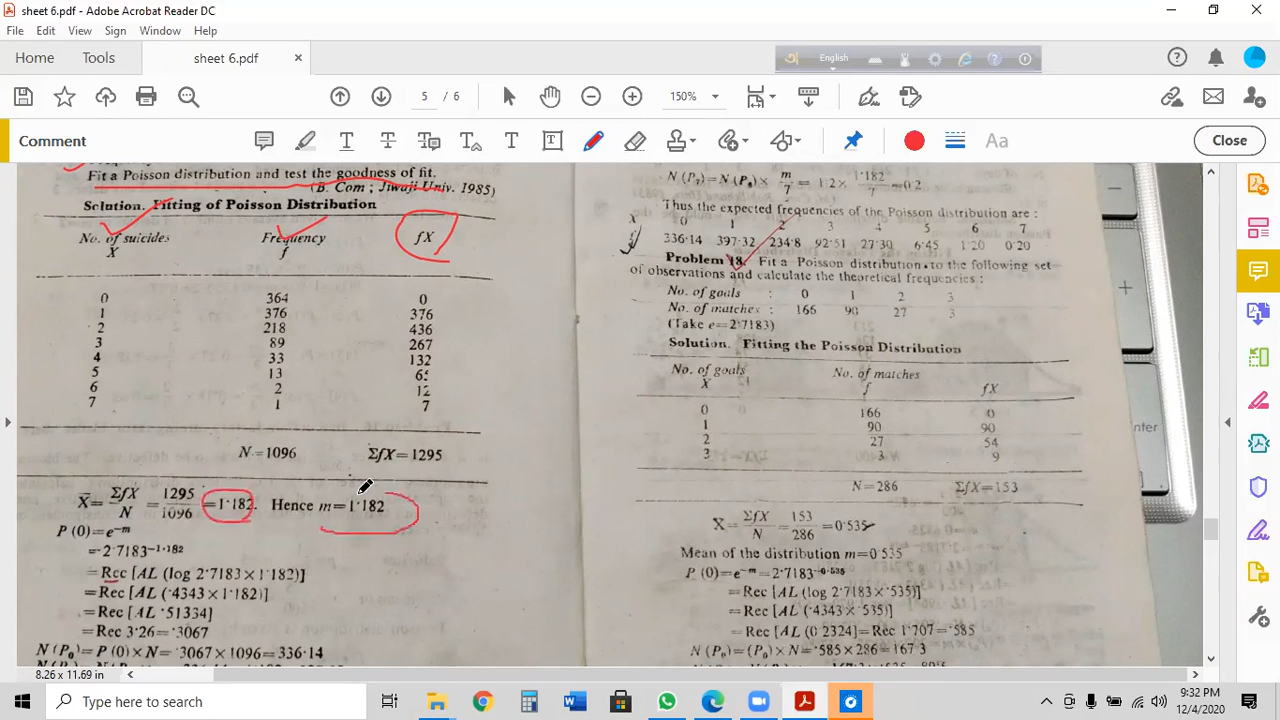 sheet 6.pdf - Adobe Acrobat Reader DC
File Edit View Sign Window Help
Home Tools sheet 6.pdf × English
5 / 6 150%
Comment Close
Fit a Poisson distribution and test the goodness of fit.
(B. Com ; Jiwaji Univ. 1985)
Solution. Fitting of Poisson Distribution
No. of suicides Frequency fX
X f
0 364 0
1 376 376
2 218 436
3 89 267
4 33 132
5 13 65
6 2 12
7 1 7
N=1096 ΣfX=1295
X̄ = ΣfX/N = 1295/1096 = 1·182. Hence m=1·182
P (0)=e⁻ᵐ
=2·7183⁻¹·¹⁸²
=Rec [AL (log 2·7183×1·182)]
=Rec [AL (·4343×1·182)]
=Rec [AL ·51334]
=Rec 3·26=·3067
N (P₀)= P (0)×N=·3067×1096=336·14
N(P₇)=N(P₆)× m/7 = 1·2× 1·182/7 =0·2
Thus the expected frequencies of the Poisson distribution are :
X 0 1 2 3 4 5 6 7
f 336·14 397·32 234·8 92·51 27·30 6·45 1·20 0·20
Problem 18. Fit a Poisson distribution to the following set
of observations and calculate the theoretical frequencies :
No. of goals : 0 1 2 3
No. of matches : 166 90 27 3
(Take e=2·7183)
Solution. Fitting the Poisson Distribution
No. of goals No. of matches
X f fX
0 166 0
1 90 90
2 27 54
3 3 9
N=286 ΣfX=153
X̄ = ΣfX/N = 153/286 =0·535
Mean of the distribution m=0·535
P (0)=e⁻ᵐ=2·7183⁻⁰·⁵³⁵
=Rec [AL (log 2·7183×·535)]
=Rec [AL (·4343×·535)]
=Rec [AL (0·2324]=Rec 1·707=·585
N (P₀)=(P₀)×N=·585×286=167·3
8.26 x 11.69 in
Type here to search
9:32 PM
12/4/2020
enter